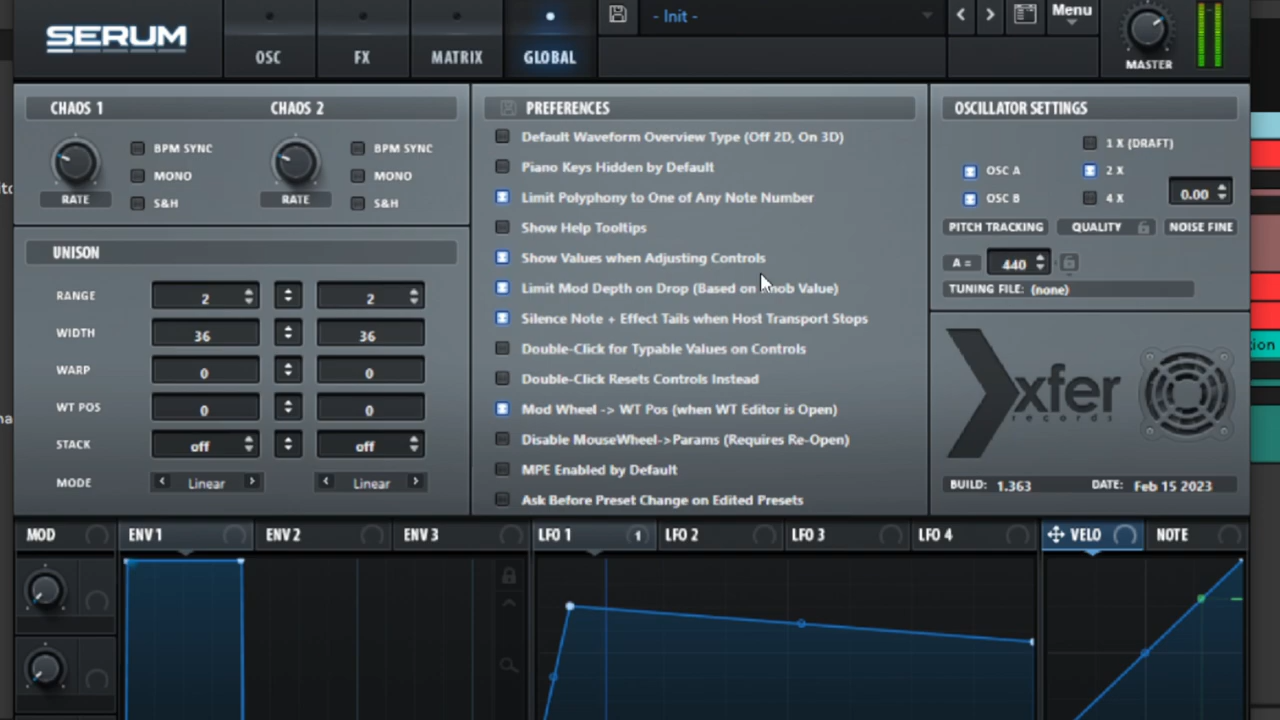 SERUM
OSC
FX
MATRIX
GLOBAL
- Init -
Menu
MASTER
CHAOS 1
CHAOS 2
BPM SYNC
MONO
S&H
RATE
BPM SYNC
MONO
S&H
RATE
UNISON
RANGE 2 2
WIDTH 36 36
WARP 0 0
WT POS 0 0
STACK off off
MODE Linear Linear
PREFERENCES
Default Waveform Overview Type (Off 2D, On 3D)
Piano Keys Hidden by Default
Limit Polyphony to One of Any Note Number
Show Help Tooltips
Show Values when Adjusting Controls
Limit Mod Depth on Drop (Based on Knob Value)
Silence Note + Effect Tails when Host Transport Stops
Double-Click for Typable Values on Controls
Double-Click Resets Controls Instead
Mod Wheel -> WT Pos (when WT Editor is Open)
Disable MouseWheel->Params (Requires Re-Open)
MPE Enabled by Default
Ask Before Preset Change on Edited Presets
OSCILLATOR SETTINGS
OSC A
OSC B
1 X (DRAFT)
2 X
4 X
0.00
PITCH TRACKING
QUALITY
NOISE FINE
A = 440
TUNING FILE: (none)
xfer
records
BUILD: 1.363 DATE: Feb 15 2023
MOD
ENV 1
ENV 2
ENV 3
LFO 1 1
LFO 2
LFO 3
LFO 4
VELO
NOTE